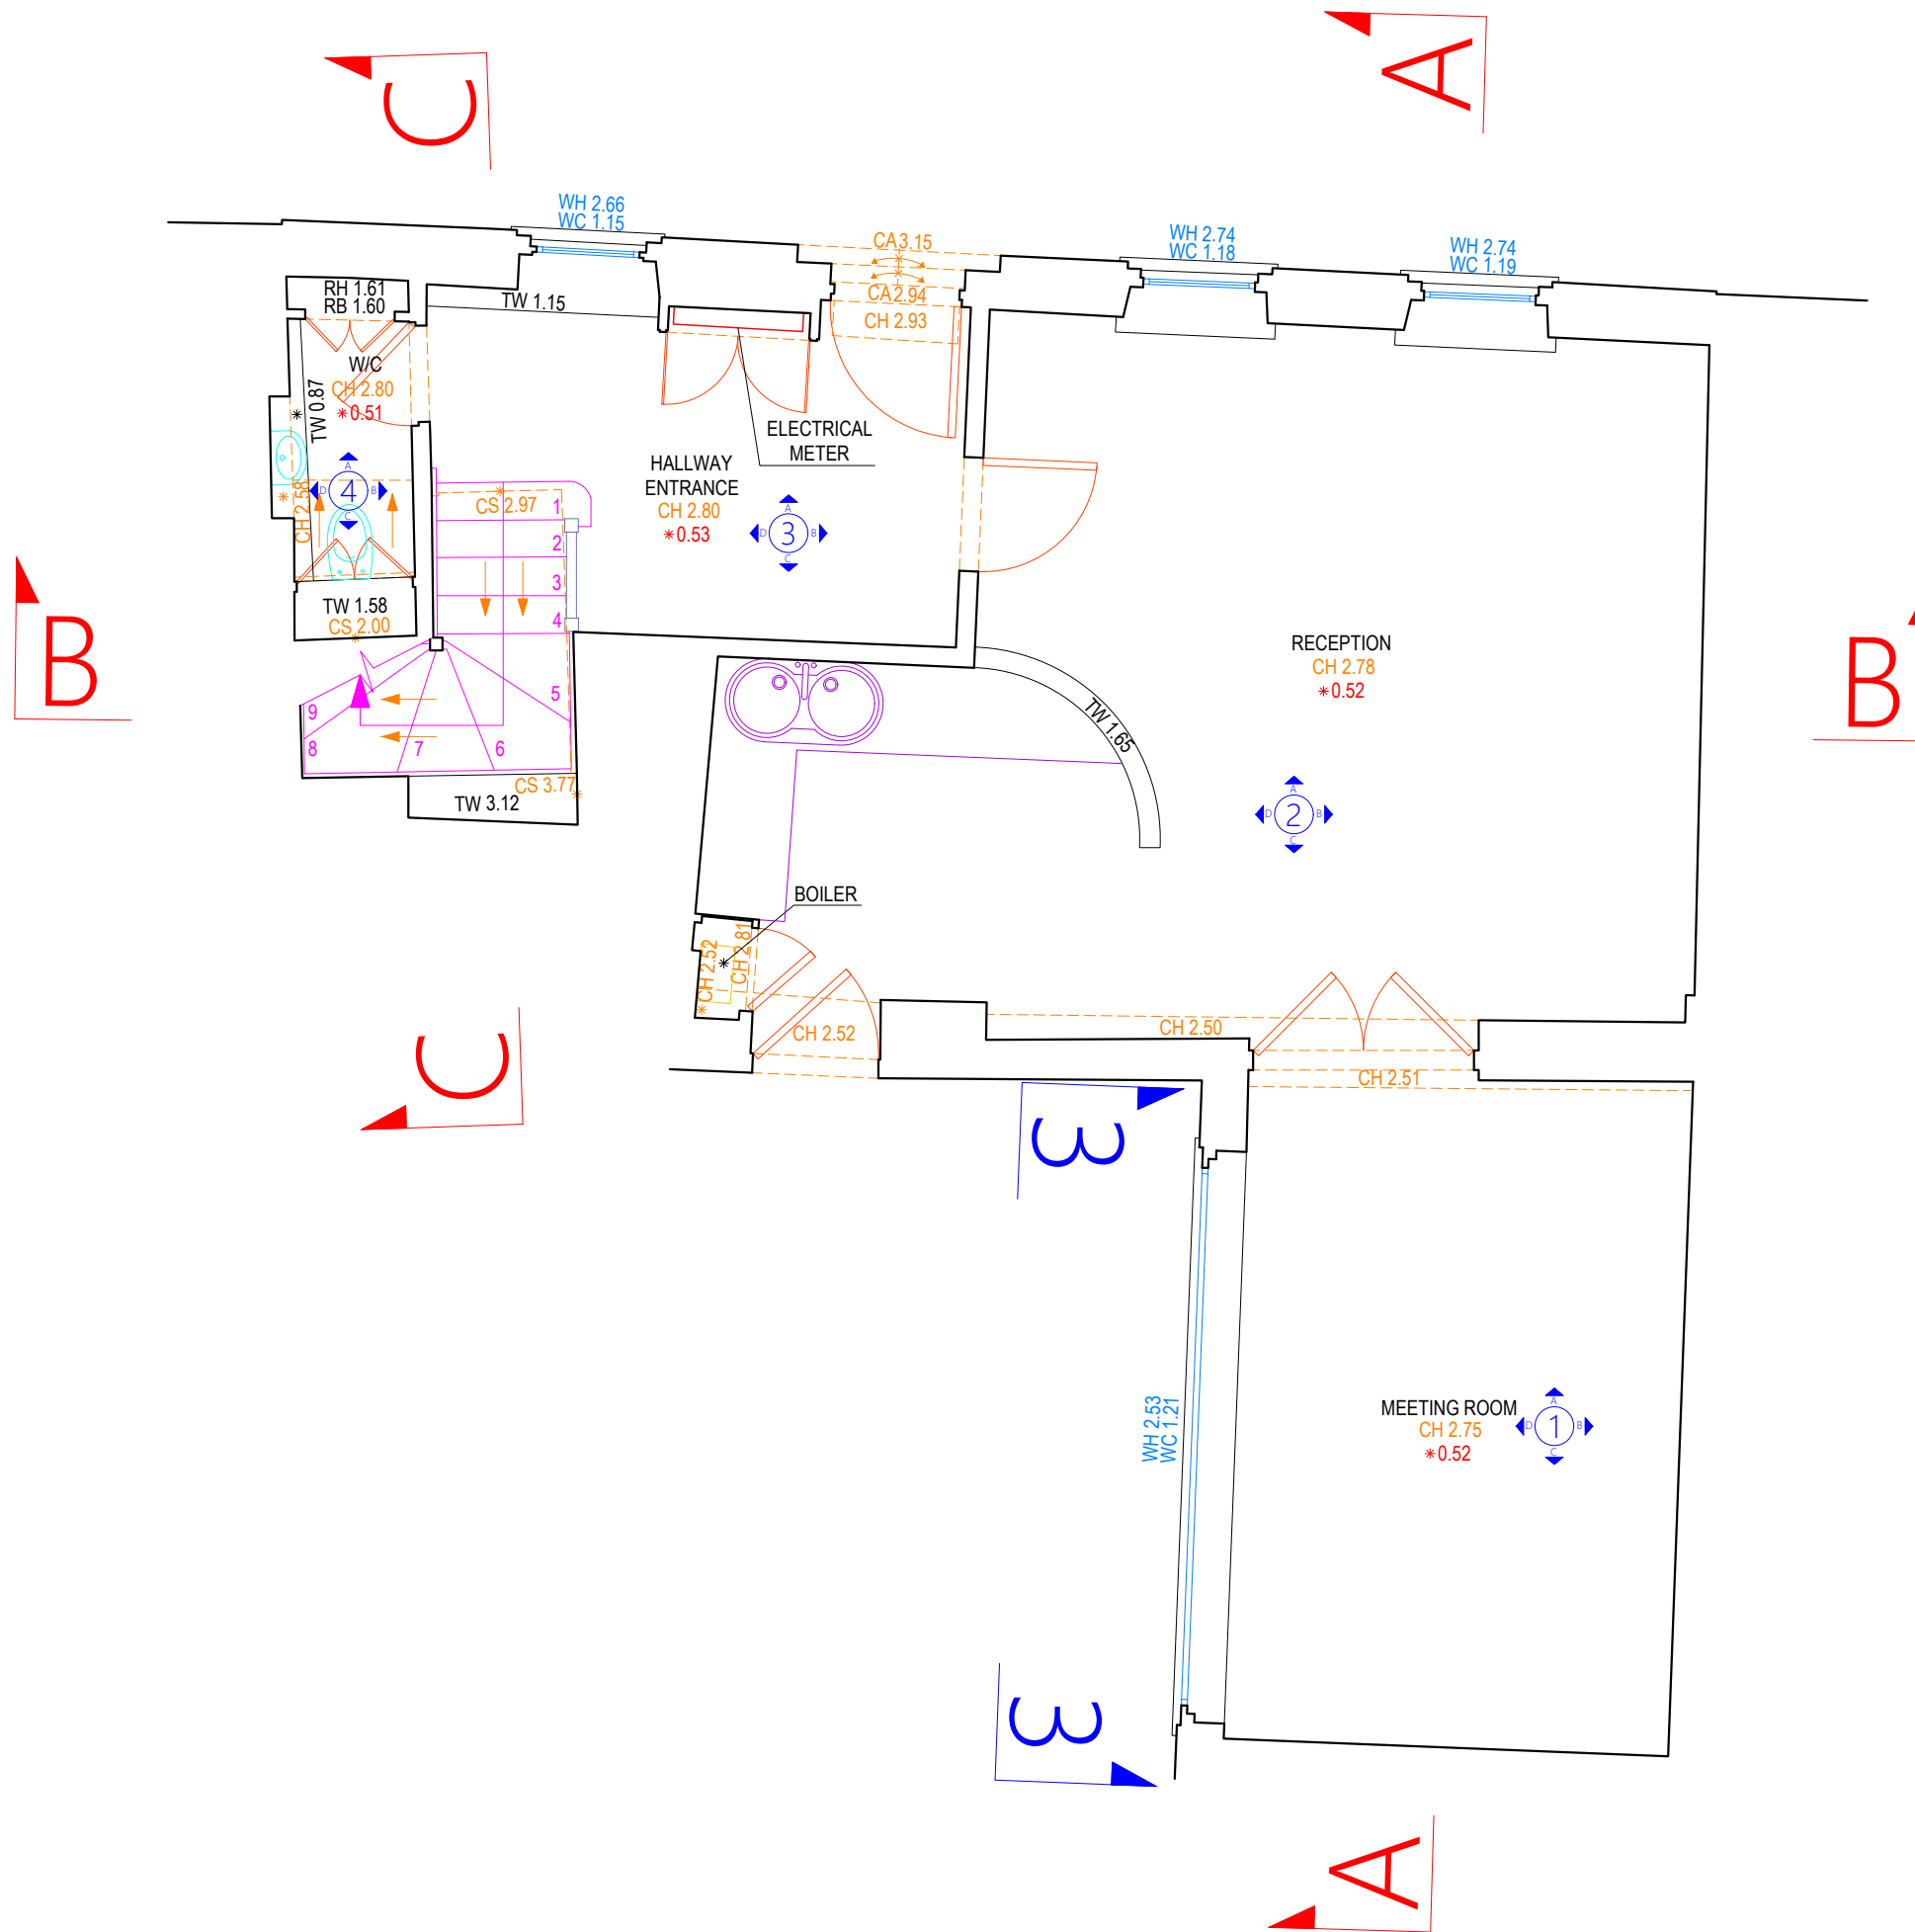 C
A
WH 2.66
WC 1.15
CA3.15
WH 2.74
WC 1.18
WH 2.74
WC 1.19
RH 1.61
RB 1.60
TW 1.15
CA2.94
CH 2.93
W/C
CH 2.80
*0.51
TW 0.87
ELECTRICAL
METER
HALLWAY
ENTRANCE
CH 2.80
*0.53
A
B
C
D
3
A
B
C
D
4
CH 2.58
CS 2.97
1
2
3
4
5
6
7
8
9
TW 1.58
CS 2.00
B
B
RECEPTION
CH 2.78
*0.52
TW 1.65
A
B
C
D
2
CS 3.77
TW 3.12
BOILER
CH 2.52
CH 2.81
CH 2.52
CH 2.50
CH 2.51
C
3
WH 2.53
WC 1.21
MEETING ROOM
CH 2.75
*0.52
A
B
C
D
1
3
A